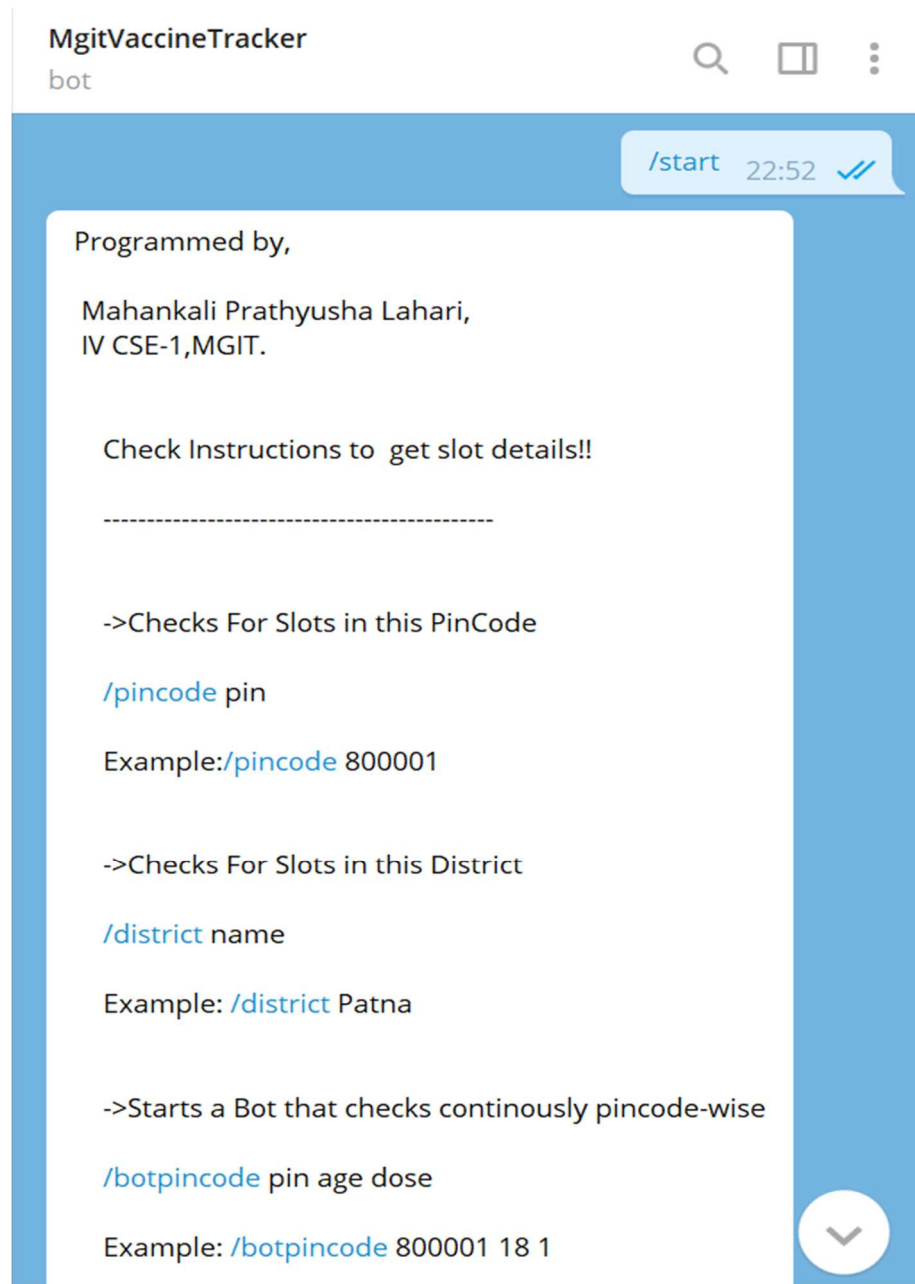 MgitVaccineTracker
bot
/start 22:52
Programmed by,
Mahankali Prathyusha Lahari,
IV CSE-1,MGIT.
Check Instructions to  get slot details!!
---------------------------------------------
->Checks For Slots in this PinCode
/pincode pin
Example:/pincode 800001
->Checks For Slots in this District
/district name
Example: /district Patna
->Starts a Bot that checks continously pincode-wise
/botpincode pin age dose
Example: /botpincode 800001 18 1